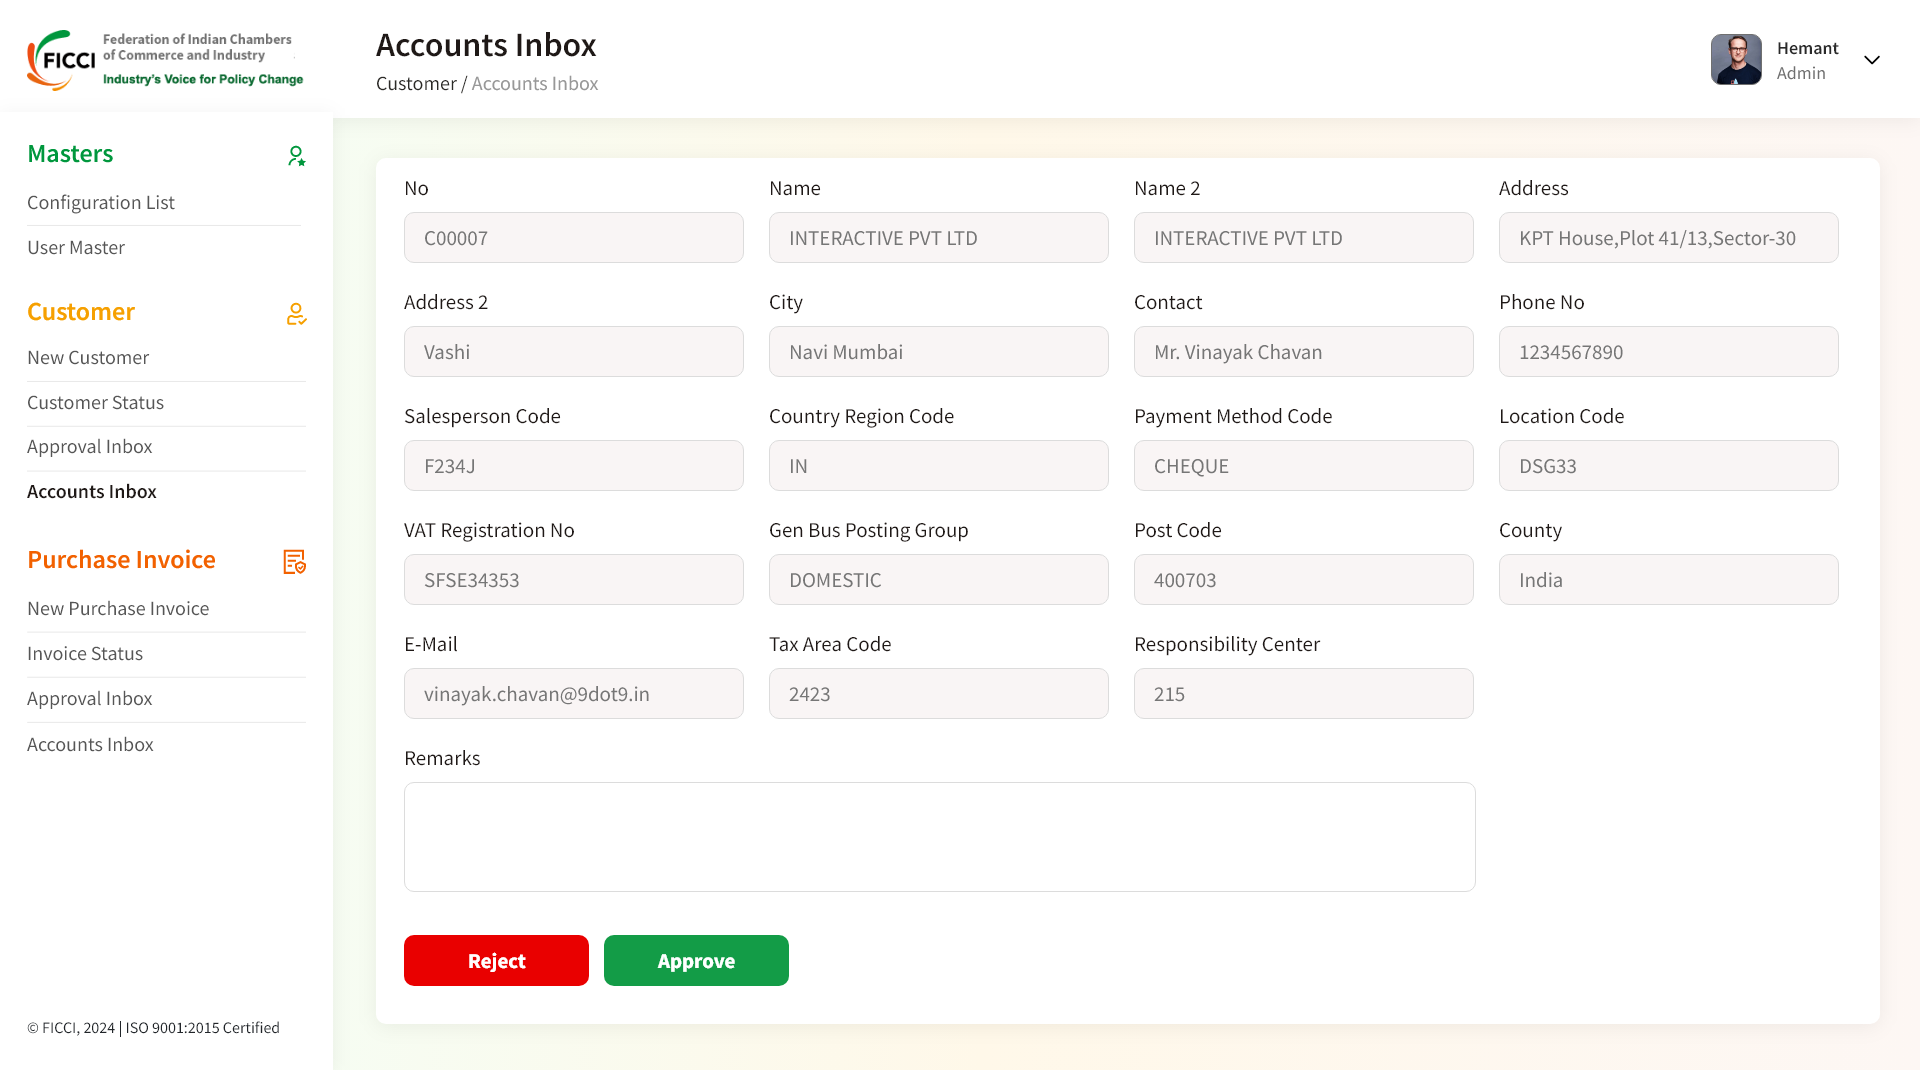 FICCI
Federation of Indian Chambers
of Commerce and Industry
Industry's Voice for Policy Change
Accounts Inbox
Customer / Accounts Inbox
Hemant
Admin
Masters
Configuration List
User Master
Customer
New Customer
Customer Status
Approval Inbox
Accounts Inbox
Purchase Invoice
New Purchase Invoice
Invoice Status
Approval Inbox
Accounts Inbox
© FICCI, 2024 | ISO 9001:2015 Certified
No
Name
Name 2
Address
C00007
INTERACTIVE PVT LTD
INTERACTIVE PVT LTD
KPT House,Plot 41/13,Sector-30
Address 2
City
Contact
Phone No
Vashi
Navi Mumbai
Mr. Vinayak Chavan
1234567890
Salesperson Code
Country Region Code
Payment Method Code
Location Code
F234J
IN
CHEQUE
DSG33
VAT Registration No
Gen Bus Posting Group
Post Code
County
SFSE34353
DOMESTIC
400703
India
E-Mail
Tax Area Code
Responsibility Center
vinayak.chavan@9dot9.in
2423
215
Remarks
Reject
Approve